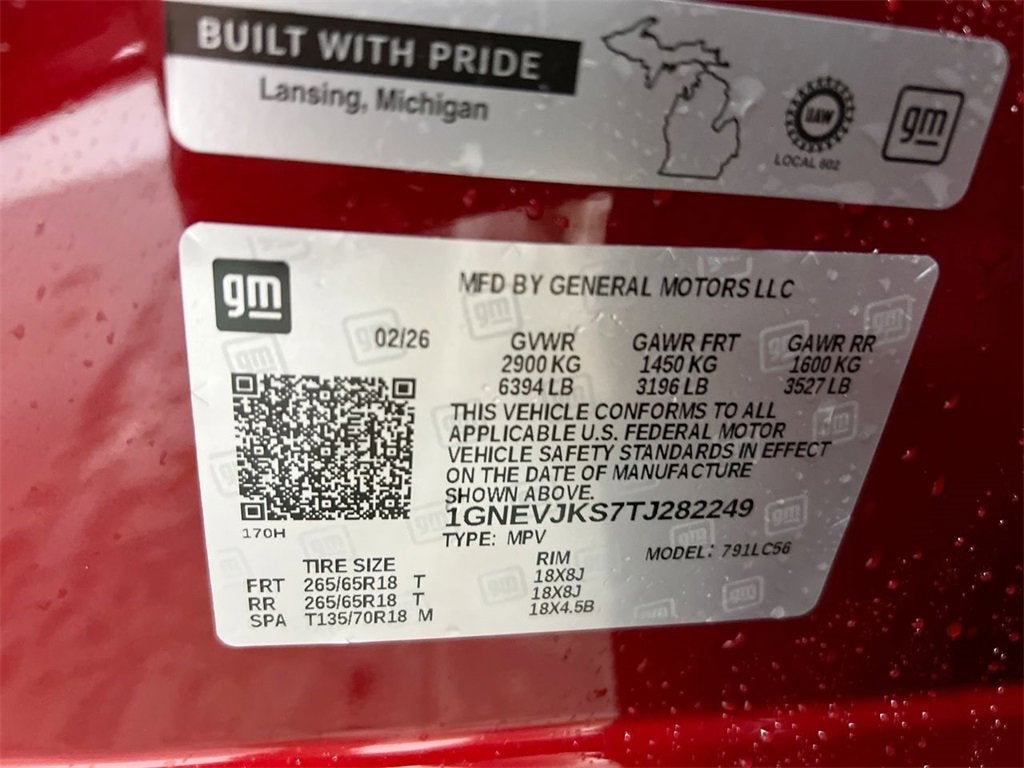 BUILT WITH PRIDE
Lansing, Michigan
UAW
LOCAL 602
gm
gm
MFD BY GENERAL MOTORS LLC
02/26
GVWR GAWR FRT GAWR RR
2900 KG 1450 KG 1600 KG
6394 LB 3196 LB 3527 LB
THIS VEHICLE CONFORMS TO ALL
APPLICABLE U.S. FEDERAL MOTOR
VEHICLE SAFETY STANDARDS IN EFFECT
ON THE DATE OF MANUFACTURE
SHOWN ABOVE.
1GNEVJKS7TJ282249
170H
TYPE: MPV MODEL: 791LC56
TIRE SIZE RIM
FRT 265/65R18 T 18X8J
RR 265/65R18 T 18X8J
SPA T135/70R18 M 18X4.5B